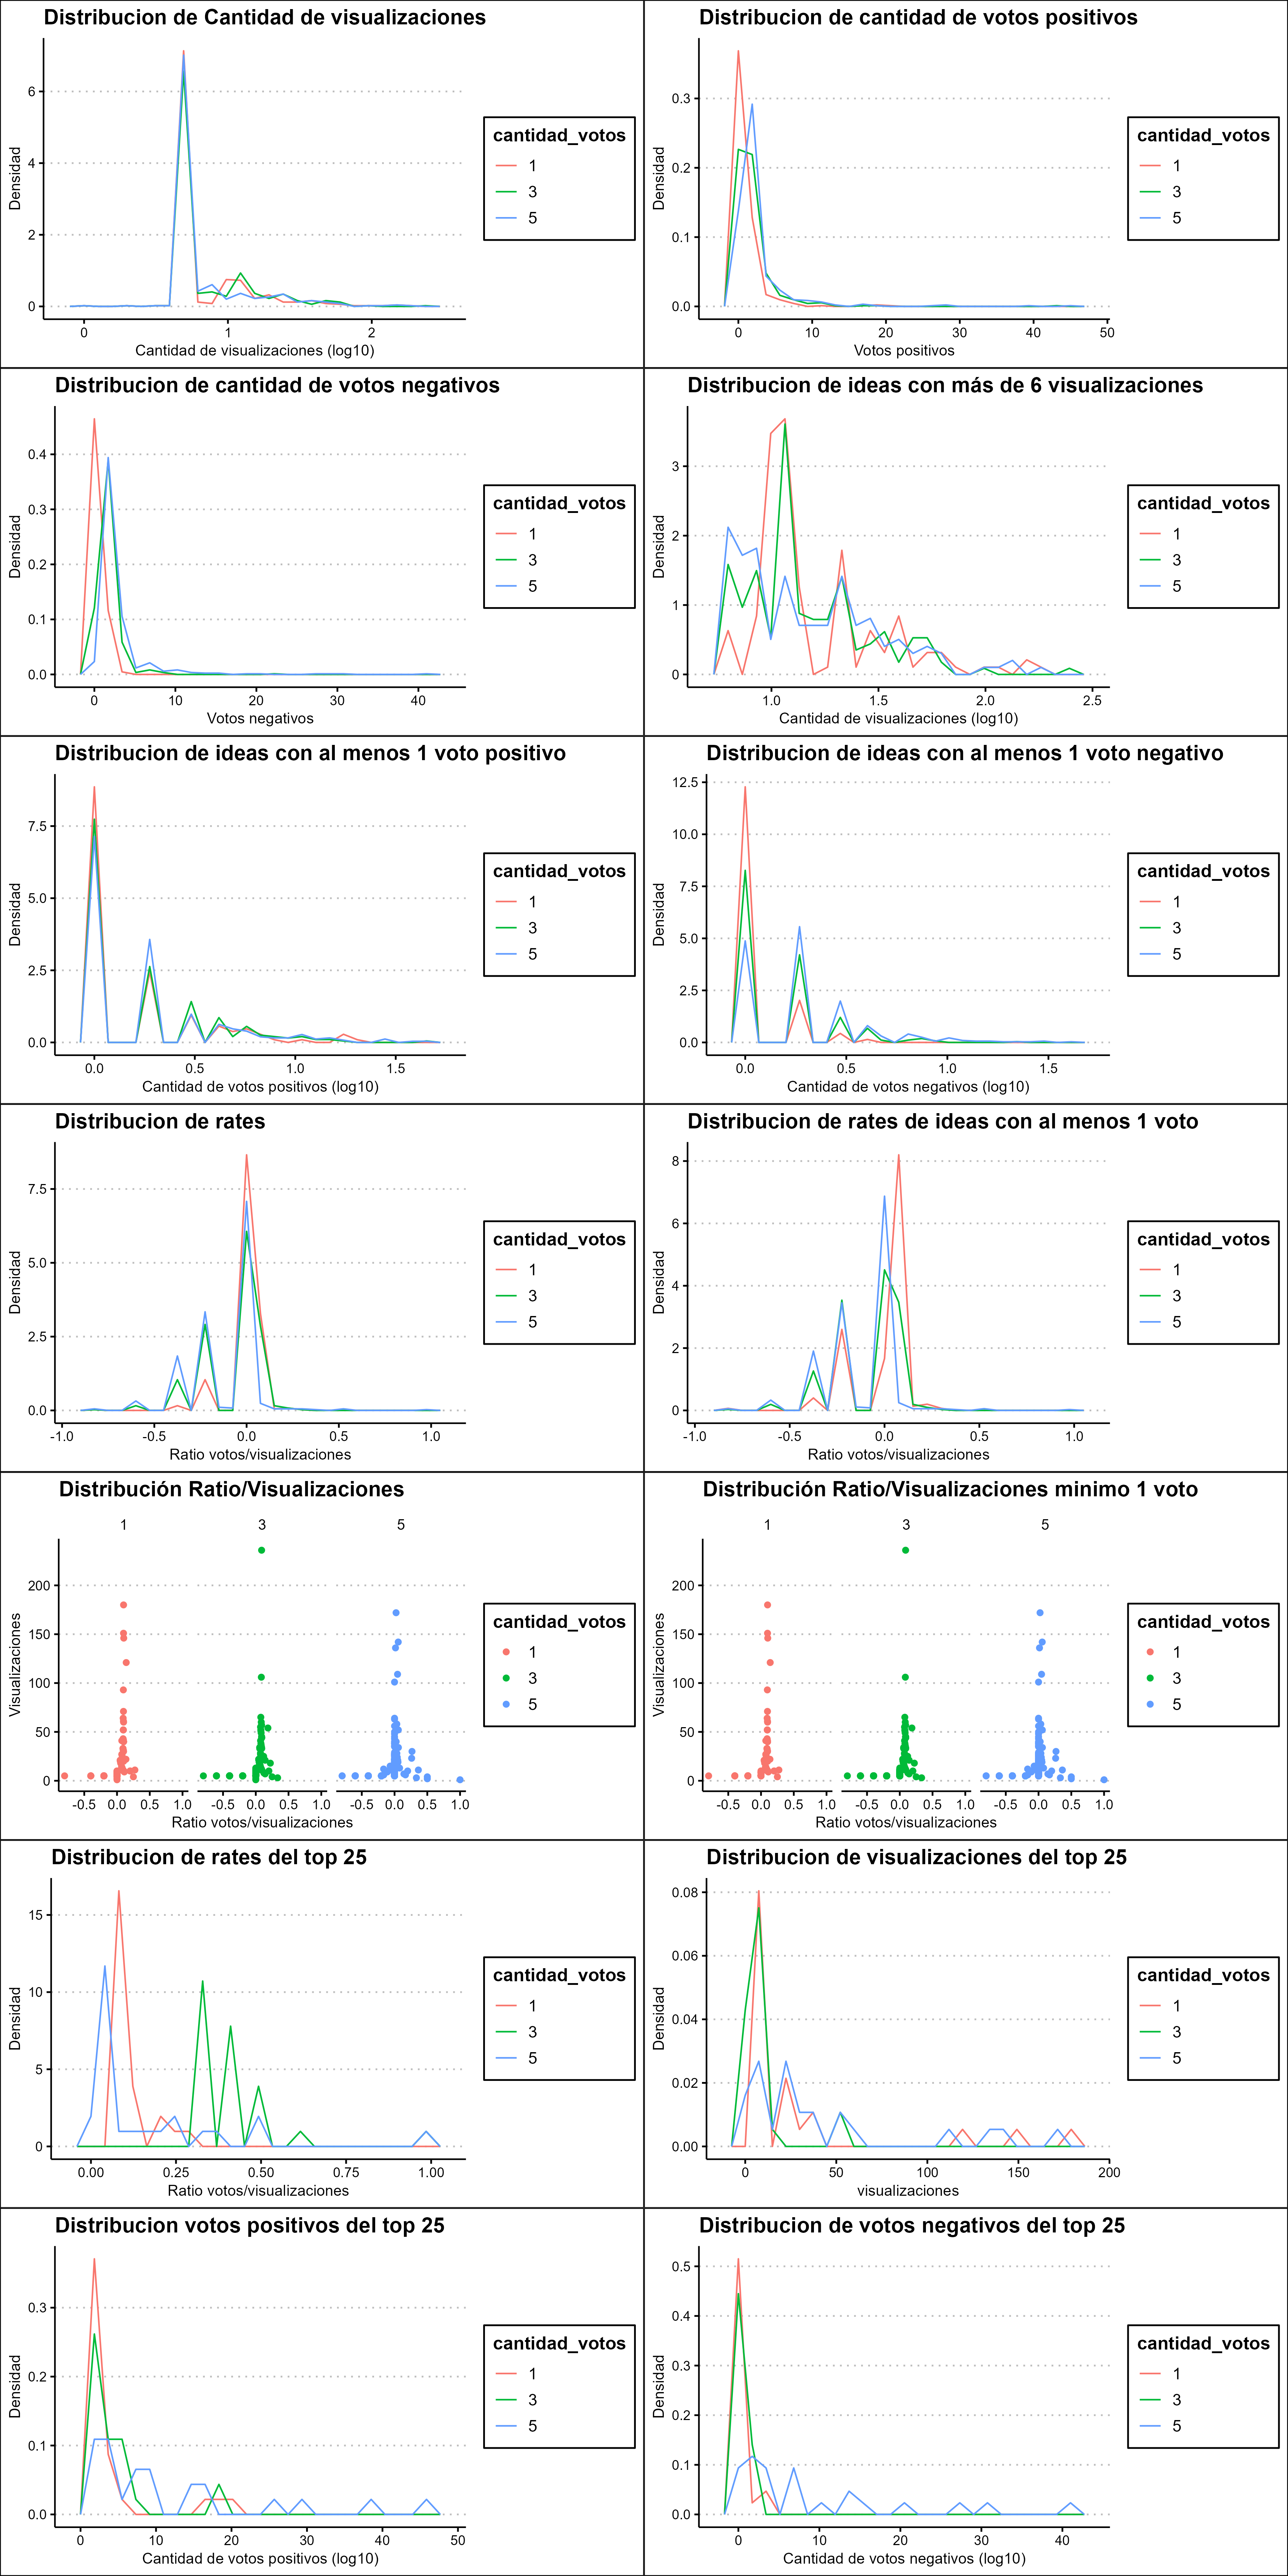 Distribucion de Cantidad de visualizaciones
Densidad
6
4
2
0
0 1 2
Cantidad de visualizaciones (log10)
cantidad_votos
1
3
5
Distribucion de cantidad de votos positivos
Densidad
0.3
0.2
0.1
0.0
0 10 20 30 40 50
Votos positivos
cantidad_votos
1
3
5
Distribucion de cantidad de votos negativos
Densidad
0.4
0.3
0.2
0.1
0.0
0 10 20 30 40
Votos negativos
cantidad_votos
1
3
5
Distribucion de ideas con más de 6 visualizaciones
Densidad
3
2
1
0
1.0 1.5 2.0 2.5
Cantidad de visualizaciones (log10)
cantidad_votos
1
3
5
Distribucion de ideas con al menos 1 voto positivo
Densidad
7.5
5.0
2.5
0.0
0.0 0.5 1.0 1.5
Cantidad de votos positivos (log10)
cantidad_votos
1
3
5
Distribucion de ideas con al menos 1 voto negativo
Densidad
12.5
10.0
7.5
5.0
2.5
0.0
0.0 0.5 1.0 1.5
Cantidad de votos negativos (log10)
cantidad_votos
1
3
5
Distribucion de rates
Densidad
7.5
5.0
2.5
0.0
-1.0 -0.5 0.0 0.5 1.0
Ratio votos/visualizaciones
cantidad_votos
1
3
5
Distribucion de rates de ideas con al menos 1 voto
Densidad
8
6
4
2
0
-1.0 -0.5 0.0 0.5 1.0
Ratio votos/visualizaciones
cantidad_votos
1
3
5
Distribución Ratio/Visualizaciones
1 3 5
Visualizaciones
200
150
100
50
0
-0.5 0.0 0.5 1.0 -0.5 0.0 0.5 1.0 -0.5 0.0 0.5 1.0
Ratio votos/visualizaciones
cantidad_votos
1
3
5
Distribución Ratio/Visualizaciones minimo 1 voto
1 3 5
Visualizaciones
200
150
100
50
0
-0.5 0.0 0.5 1.0 -0.5 0.0 0.5 1.0 -0.5 0.0 0.5 1.0
Ratio votos/visualizaciones
cantidad_votos
1
3
5
Distribucion de rates del top 25
Densidad
15
10
5
0
0.00 0.25 0.50 0.75 1.00
Ratio votos/visualizaciones
cantidad_votos
1
3
5
Distribucion de visualizaciones del top 25
Densidad
0.08
0.06
0.04
0.02
0.00
0 50 100 150 200
visualizaciones
cantidad_votos
1
3
5
Distribucion votos positivos del top 25
Densidad
0.3
0.2
0.1
0.0
0 10 20 30 40 50
Cantidad de votos positivos (log10)
cantidad_votos
1
3
5
Distribucion de votos negativos del top 25
Densidad
0.5
0.4
0.3
0.2
0.1
0.0
0 10 20 30 40
Cantidad de votos negativos (log10)
cantidad_votos
1
3
5